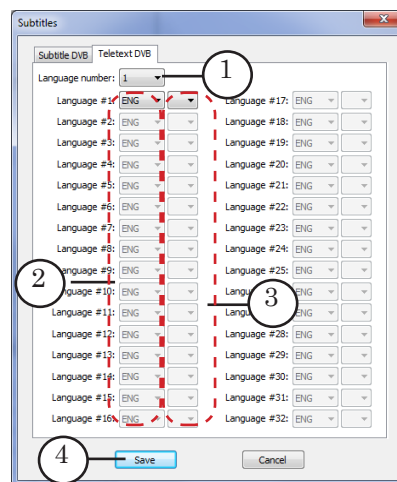 Subtitles
Subtitle DVB Teletext DVB
Language number: 1
1
Language #1: ENG Language #17: ENG
Language #2: ENG Language #18: ENG
Language #3: ENG Language #19: ENG
Language #4: ENG Language #20: ENG
Language #5: ENG Language #21: ENG
Language #6: ENG Language #22: ENG
Language #7: ENG Language #23: ENG
Language #8: ENG Language #24: ENG
Language #9: ENG Language #25: ENG
2
3
Language #10: ENG ENG
Language #11: ENG ENG
Language #12: ENG Language #28: ENG
Language #13: ENG Language #29: ENG
Language #14: ENG Language #30: ENG
Language #15: ENG Language #31: ENG
Language #16: ENG Language #32: ENG
4
Save Cancel